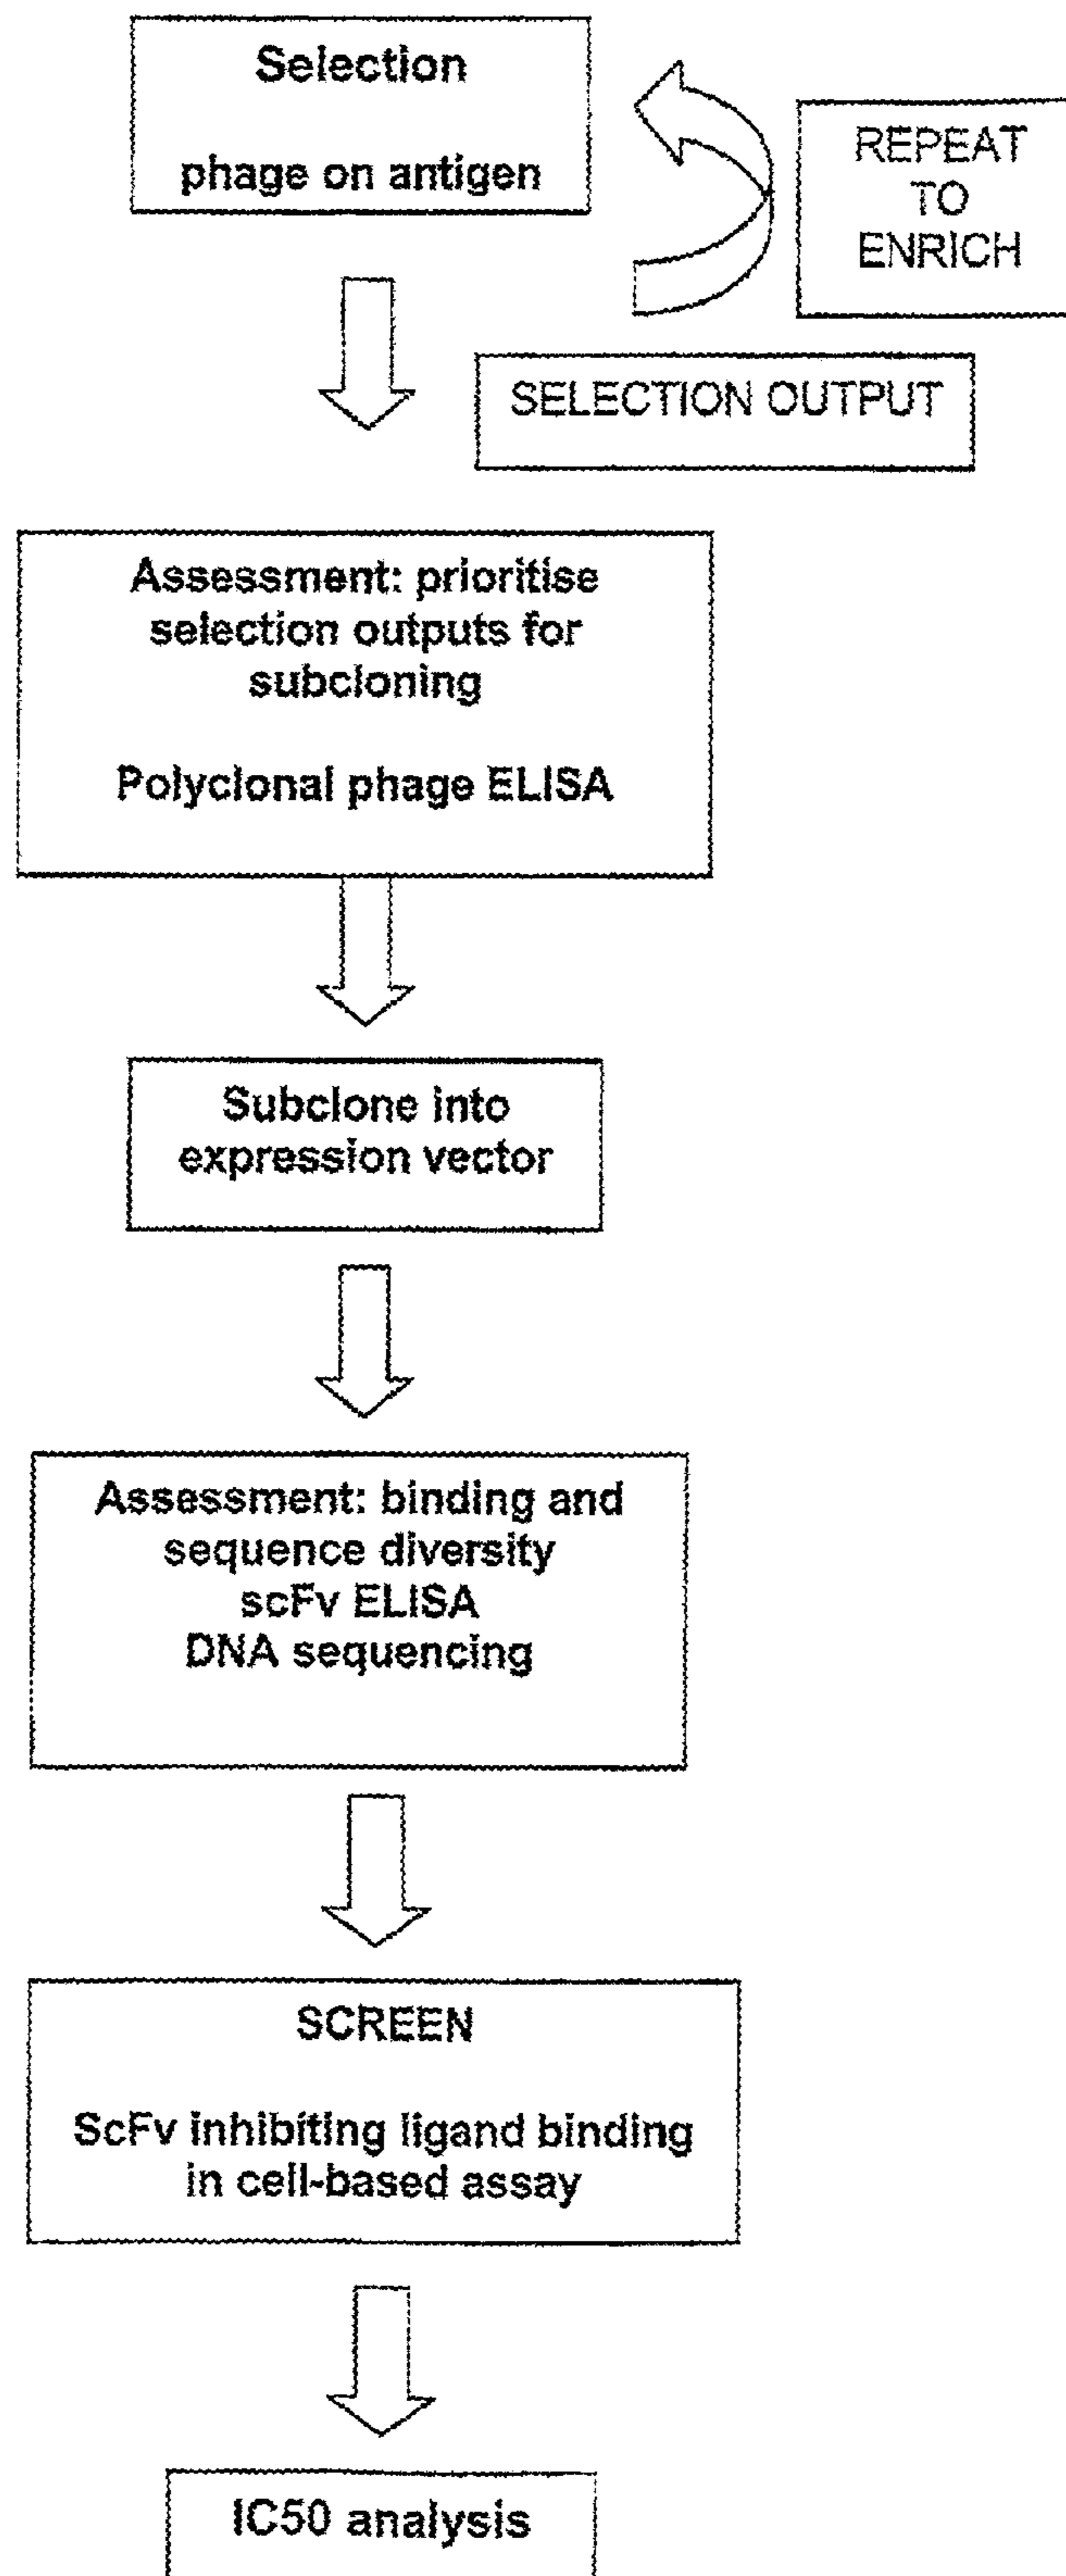 Selection
phage on antigen
REPEAT
TO
ENRICH
SELECTION OUTPUT
Assessment: prioritise
selection outputs for
subcloning
Polyclonal phage ELISA
Subclone into
expression vector
Assessment: binding and
sequence diversity
scFv ELISA
DNA sequencing
SCREEN
ScFv inhibiting ligand binding
in cell-based assay
IC50 analysis